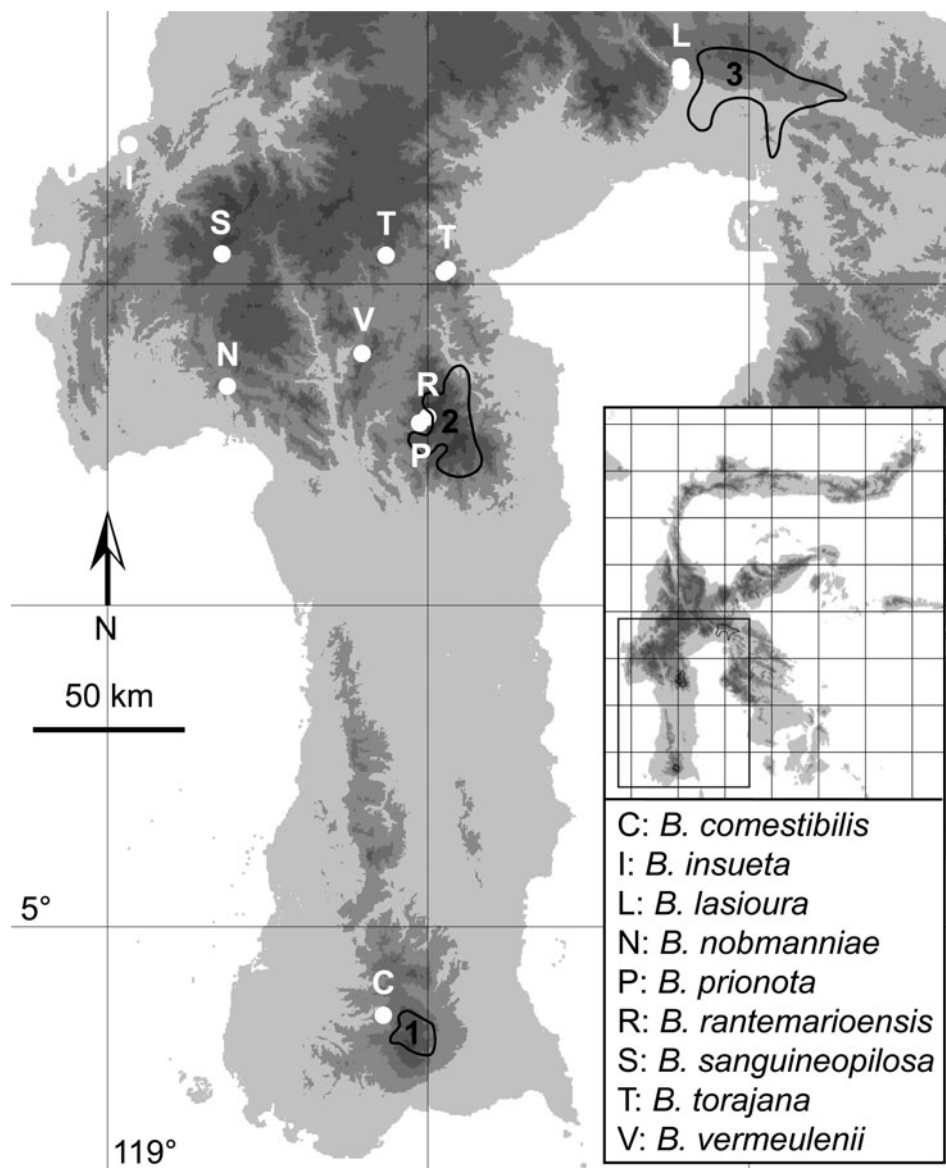 L
3
I
S
T
T
V
N
R
2
P
N
50 km
5°
C
1
119°
C: B. comestibilis
I: B. insueta
L: B. lasioura
N: B. nobmanniae
P: B. prionota
R: B. rantemarioensis
S: B. sanguineopilosa
T: B. torajana
V: B. vermeulenii